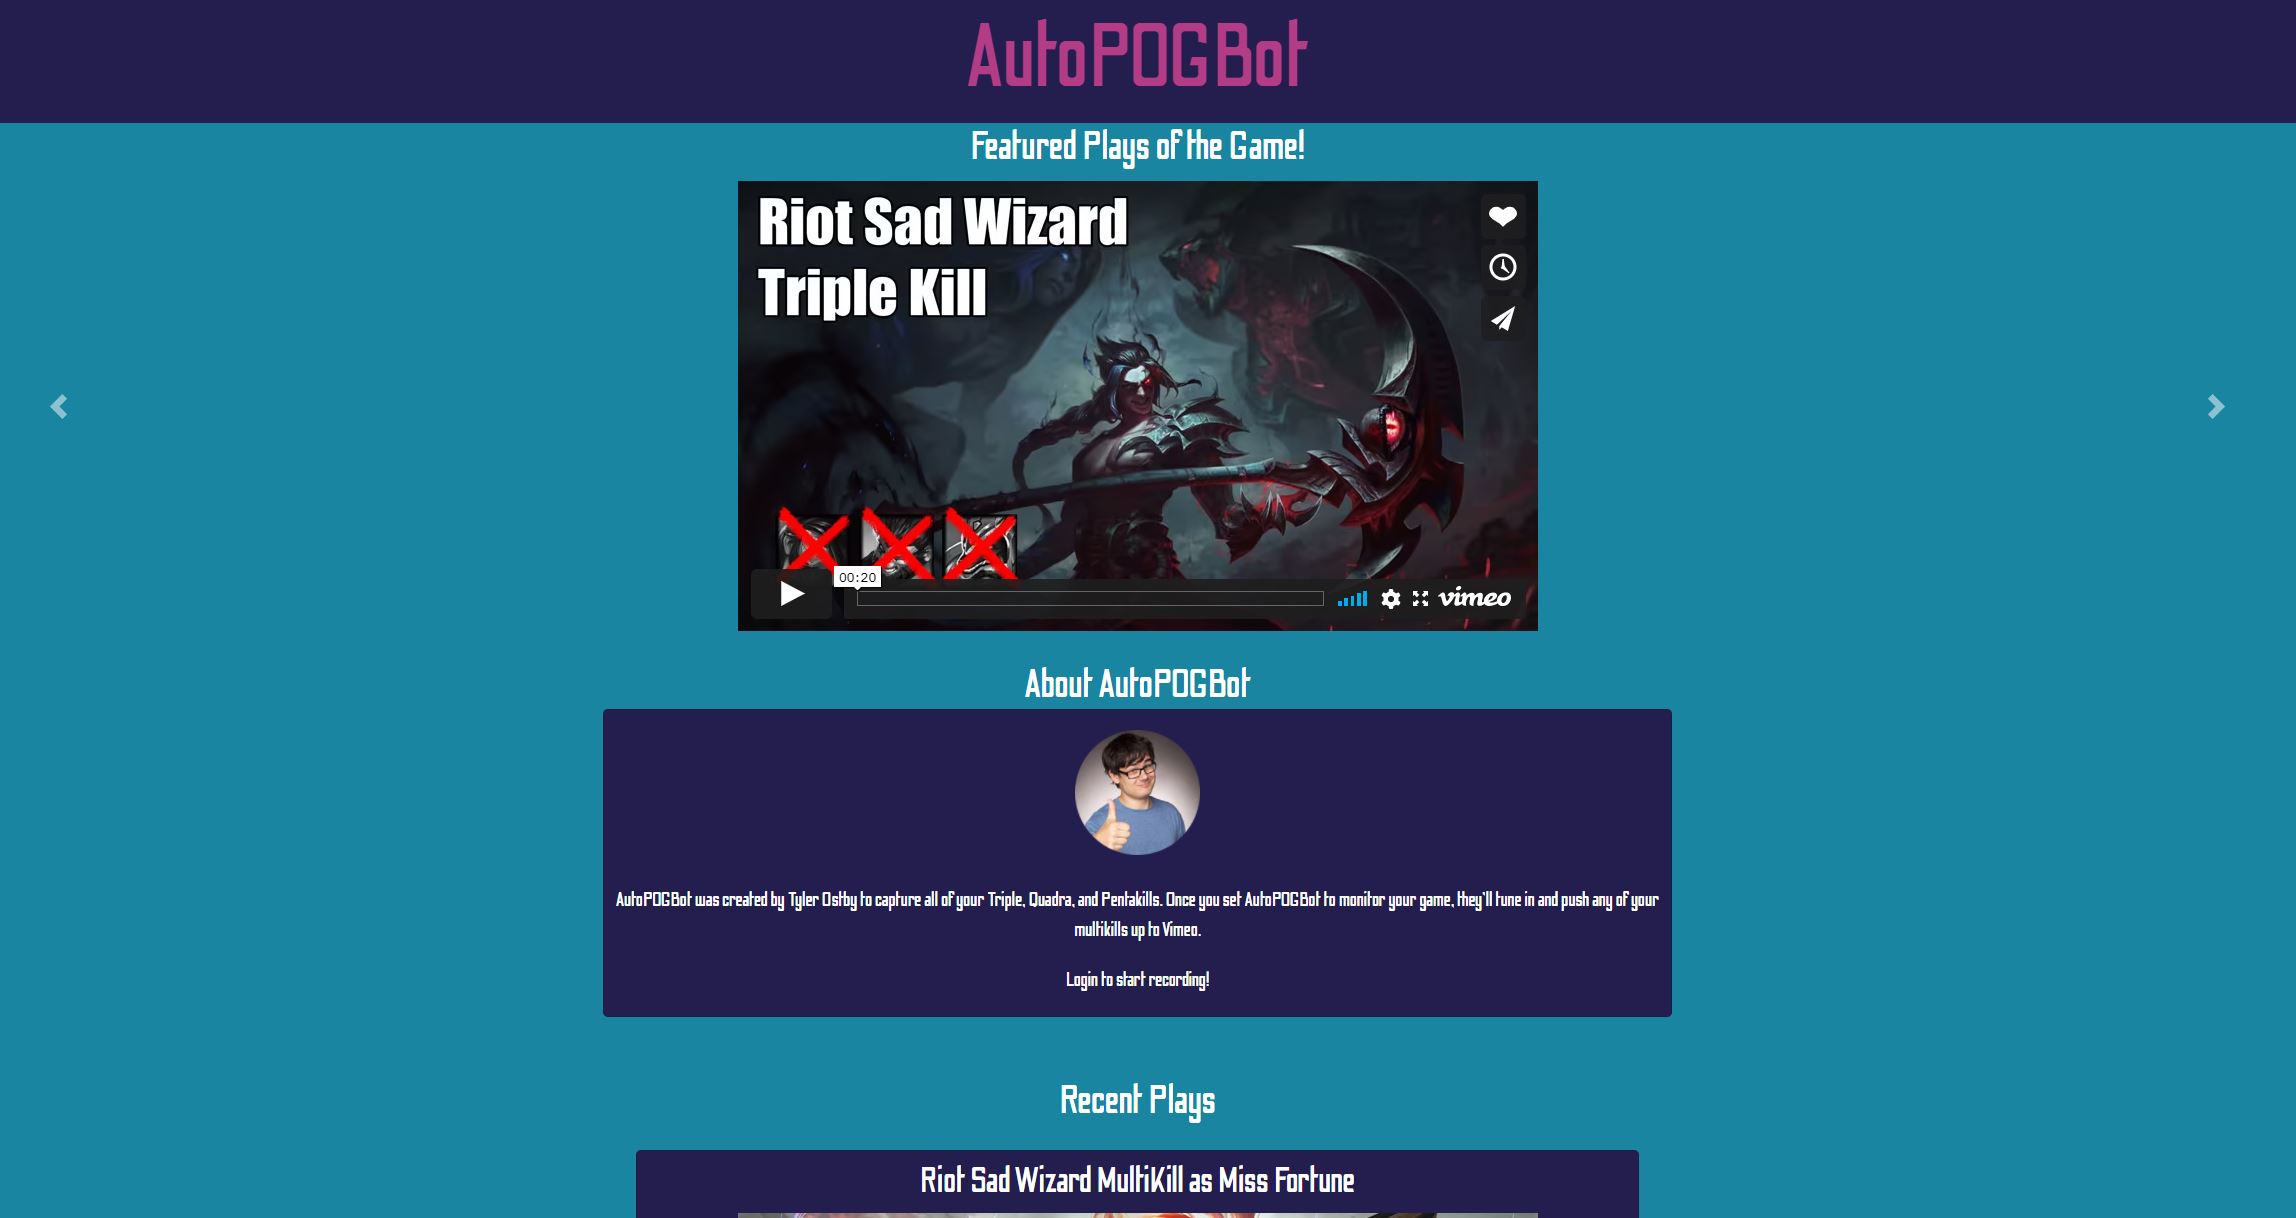 AutoPOGBot
Featured Plays of the Game!
Riot Sad Wizard
Triple Kill
00:20
vimeo
About AutoPOGBot
AutoPOGBot was created by Tyler Ostby to capture all of your Triple, Quadra, and Pentakills. Once you set AutoPOGBot to monitor your game, they'll tune in and push any of your
multikills up to Vimeo.
Login to start recording!
Recent Plays
Riot Sad Wizard MultiKill as Miss Fortune